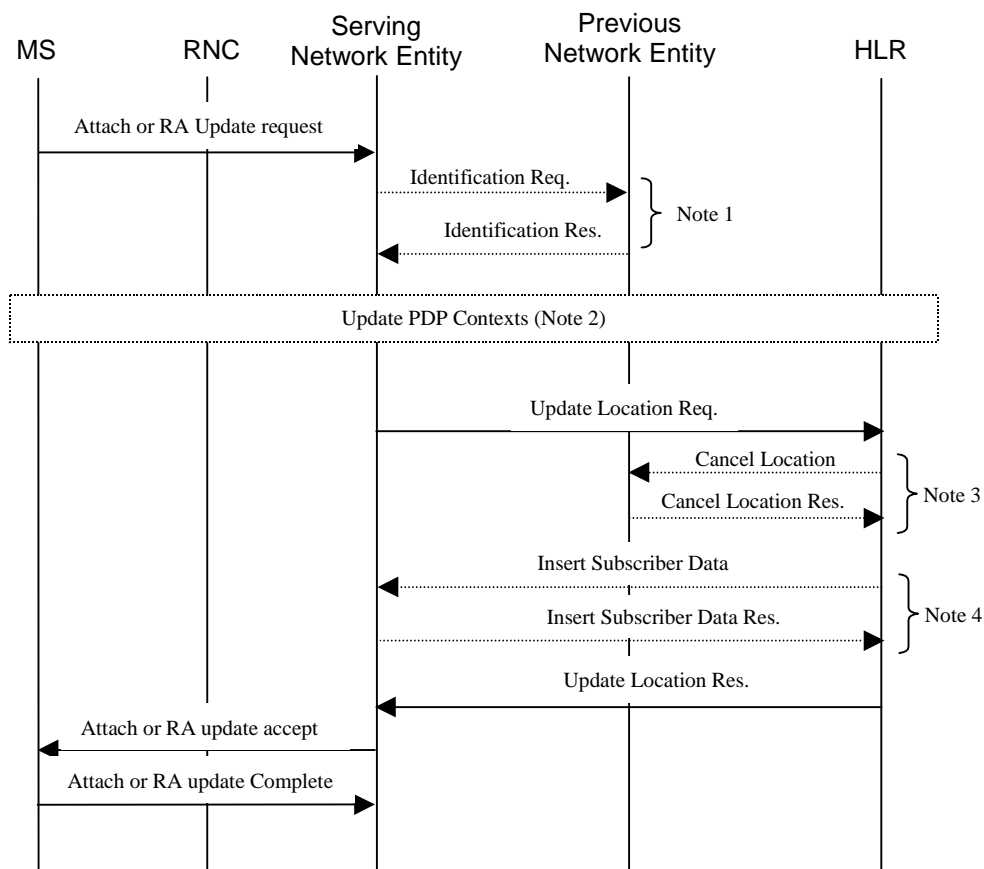 MS
RNC
Serving
Network Entity
Previous
Network Entity
HLR
Attach or RA Update request
Identification Req.
Note 1
Identification Res.
Update PDP Contexts (Note 2)
Update Location Req.
Cancel Location
Note 3
Cancel Location Res.
Insert Subscriber Data
Note 4
Insert Subscriber Data Res.
Update Location Res.
Attach or RA update accept
Attach or RA update Complete